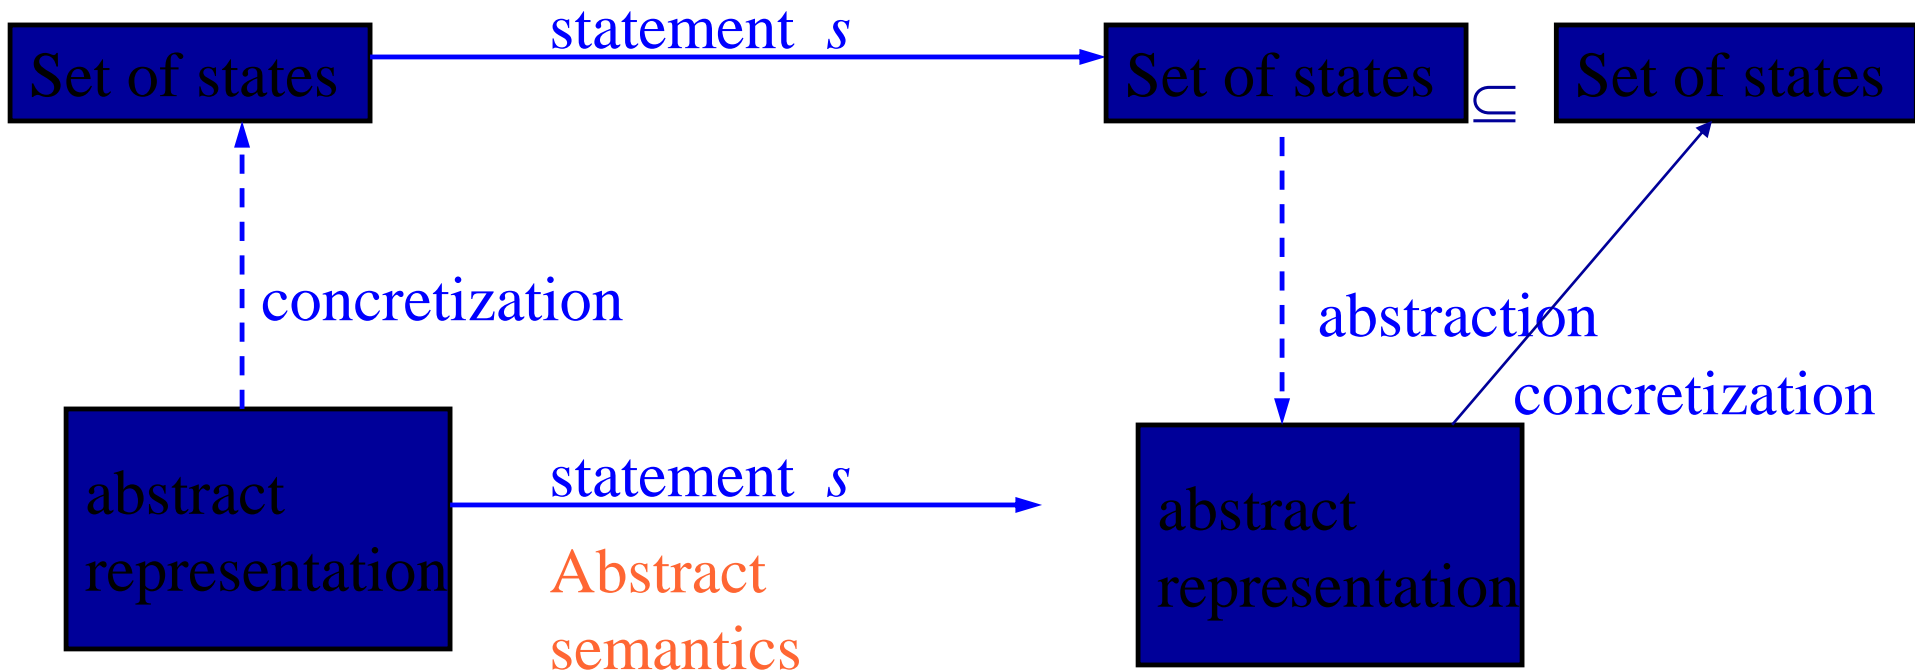 statement s
Set of states
Set of states
⊆
Set of states
concretization
abstraction
concretization
abstract
representation
statement s
Abstract
semantics
abstract
representation